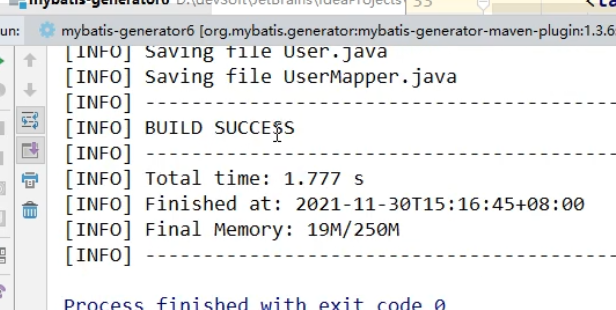 mybatis-generator6 D:\devSoft\JetBrains\IdeaProjects\
33
un: mybatis-generator6 [org.mybatis.generator:mybatis-generator-maven-plugin:1.3.6
[INFO] Saving file User.java
[INFO] Saving file UserMapper.java
[INFO] ------------------------------------------------
[INFO] BUILD SUCCESS
[INFO] ------------------------------------------------
[INFO] Total time: 1.777 s
[INFO] Finished at: 2021-11-30T15:16:45+08:00
[INFO] Final Memory: 19M/250M
[INFO] ------------------------------------------------
Process finished with exit code 0